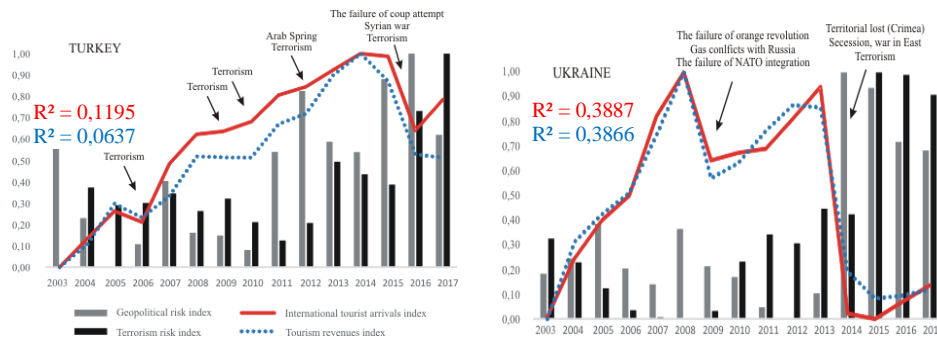 The failure of coup attempt
Syrian war
Terrorism
Arab Spring
Terrorism
TURKEY
Terrorism
Terrorism
R² = 0,1195
R² = 0,0637
Terrorism
1,00
0,90
0,80
0,70
0,60
0,50
0,40
0,30
0,20
0,10
0,00
2003 2004 2005 2006 2007 2008 2009 2010 2011 2012 2013 2014 2015 2016 2017
Geopolitical risk index
International tourist arrivals index
Terrorism risk index
Tourism revenues index
Territorial lost (Crimea)
Secession, war in East
Terrorism
The failure of orange revolution
Gas conlficts with Russia
The failure of NATO integration
UKRAINE
R² = 0,3887
R² = 0,3866
1,00
0,90
0,80
0,70
0,60
0,50
0,40
0,30
0,20
0,10
0,00
2003 2004 2005 2006 2007 2008 2009 2010 2011 2012 2013 2014 2015 2016 201